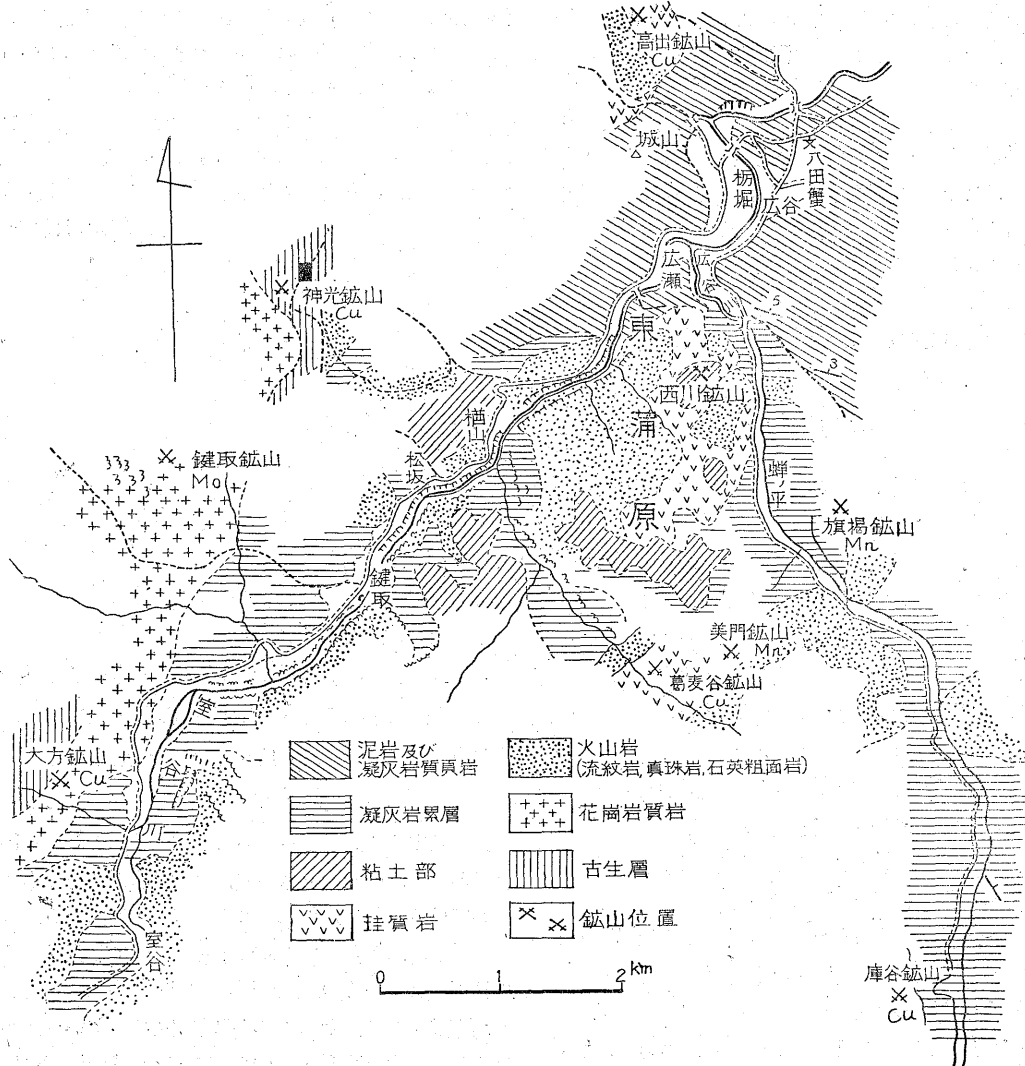 高出鉱山
Cu
城山
栃堀
八田蟹
広谷
広瀬
神光鉱山
Cu
東蒲原
5
3
西川鉱山
楢山
松坂
鍵取鉱山
Mo
蝉ノ平
旗掲鉱山
Mn
鍵取
美門鉱山
Mn
葛麦谷鉱山
Cu
大方鉱山
Cu
室谷川
室谷
庫谷鉱山
Cu
泥岩及び
凝灰岩質頁岩
火山岩
(流紋岩,真珠岩,石英粗面岩)
凝灰岩累層
花崗岩質岩
粘土部
古生層
珪質岩
鉱山位置
0 1 2 km